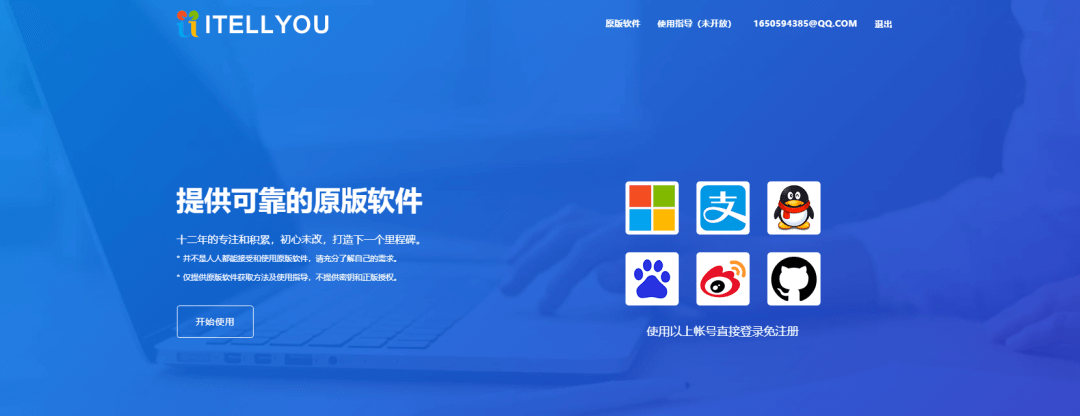 ITELLYOU
原版软件 使用指导（未开放） 1650594385@QQ.COM 退出
提供可靠的原版软件
十二年的专注和积累，初心未改，打造下一个里程碑。
* 并不是人人都能接受和使用原版软件，请充分了解自己的需求。
* 仅提供原版软件获取方法及使用指导，不提供密钥和正版授权。
开始使用
支
使用以上帐号直接登录免注册